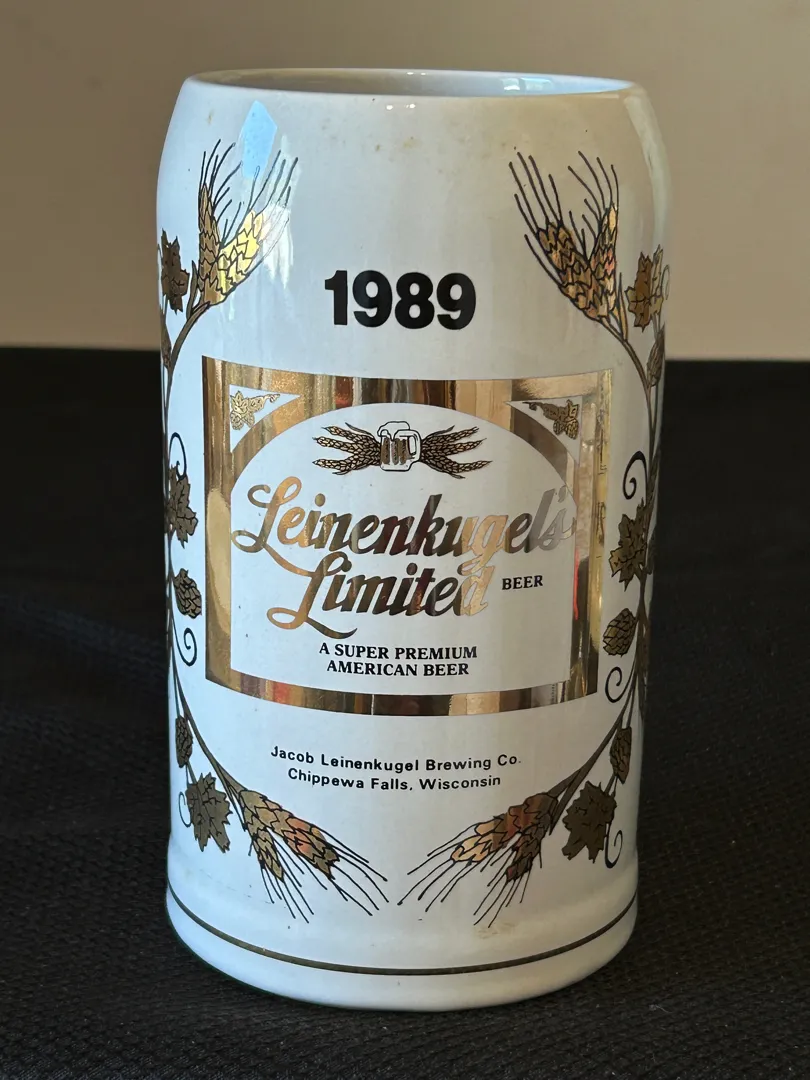 1989
Leinenkugel's
Limited BEER
A SUPER PREMIUM
AMERICAN BEER
Jacob Leinenkugel Brewing Co.
Chippewa Falls, Wisconsin